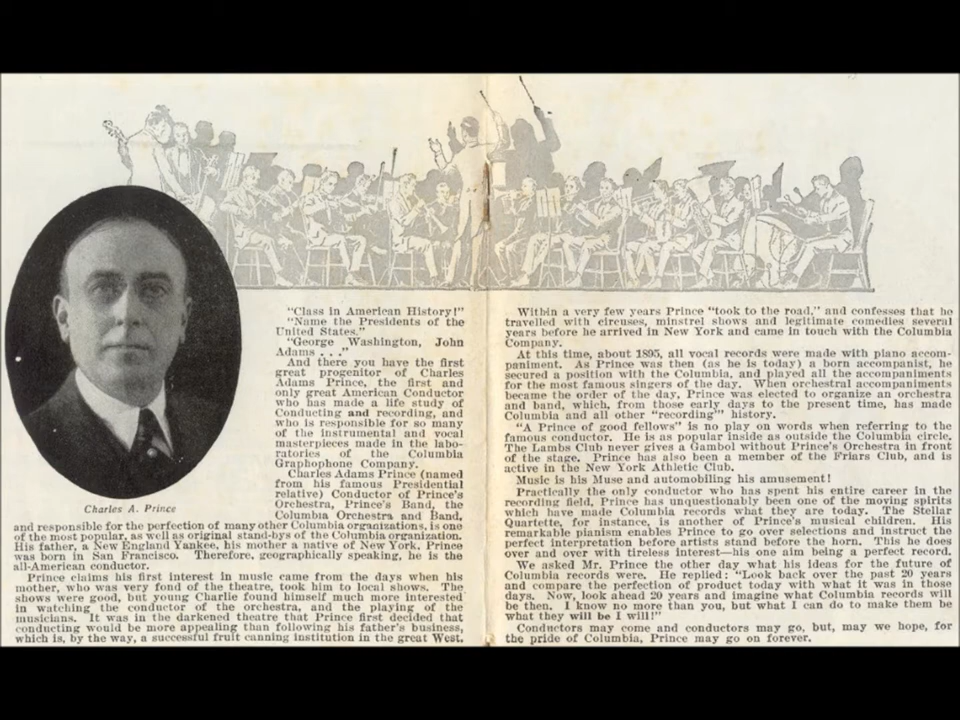 "Class in American History!"
"Name the Presidents of the
United States."
"George Washington, John
Adams . . ."
And there you have the first
great progenitor of Charles
Adams Prince, the first and
only great American Conductor
who has made a life study of
Conducting and recording, and
who is responsible for so many
of the instrumental and vocal
masterpieces made in the labo-
ratories of the Columbia
Graphophone Company.
Charles Adams Prince (named
from his famous Presidential
relative) Conductor of Prince's
Orchestra, Prince's Band, the
Columbia Orchestra and Band,
Charles A. Prince
and responsible for the perfection of many other Columbia organizations, is one
of the most popular, as well as original stand-bys of the Columbia organization.
His father, a New England Yankee, his mother a native of New York. Prince
was born in San Francisco. Therefore, geographically speaking, he is the
all-American conductor.
Prince claims his first interest in music came from the days when his
mother, who was very fond of the theatre, took him to local shows. The
shows were good, but young Charlie found himself much more interested
in watching the conductor of the orchestra, and the playing of the
musicians. It was in the darkened theatre that Prince first decided that
conducting would be more appealing than following his father's business,
which is, by the way, a successful fruit canning institution in the great West.
Within a very few years Prince "took to the road," and confesses that he
travelled with circuses, minstrel shows and legitimate comedies several
years before he arrived in New York and came in touch with the Columbia
Company.
At this time, about 1895, all vocal records were made with piano accom-
paniment. As Prince was then (as he is today) a born accompanist, he
secured a position with the Columbia, and played all the accompaniments
for the most famous singers of the day. When orchestral accompaniments
became the order of day, Prince was elected to organize an orchestra
and band, which, from those early days to the present time, has made
Columbia and all other "recording" history.
"A Prince of good fellows" is no play on words when referring to the
famous conductor. He is as popular inside as outside the Columbia circle.
The Lambs Club never gives a Gambol without Prince's Orchestra in front
of the stage. Prince has also been a member of the Friars Club, and is
active in the New York Athletic Club.
Music is his Muse and automobiling his amusement!
Practically the only conductor who has spent his entire career in the
recording field, Prince has unquestionably been one of the moving spirits
which have made Columbia records what they are today. The Stellar
Quartette, for instance, is another of Prince's musical children. His
remarkable pianism enables Prince to go over selections and instruct the
perfect interpretation before artists stand before the horn. This he does
over and over with tireless interest—his one aim being a perfect record.
We asked Mr. Prince the other day what his ideas for the future of
Columbia records were. He replied: "Look back over the past 20 years
and compare the perfection of product today with what it was in those
days. Now, look ahead 20 years and imagine what Columbia records will
be then. I know no more than you, but what I can do to make them be
what they will be I will!"
Conductors may come and conductors may go, but, may we hope, for
the pride of Columbia, Prince may go on forever.